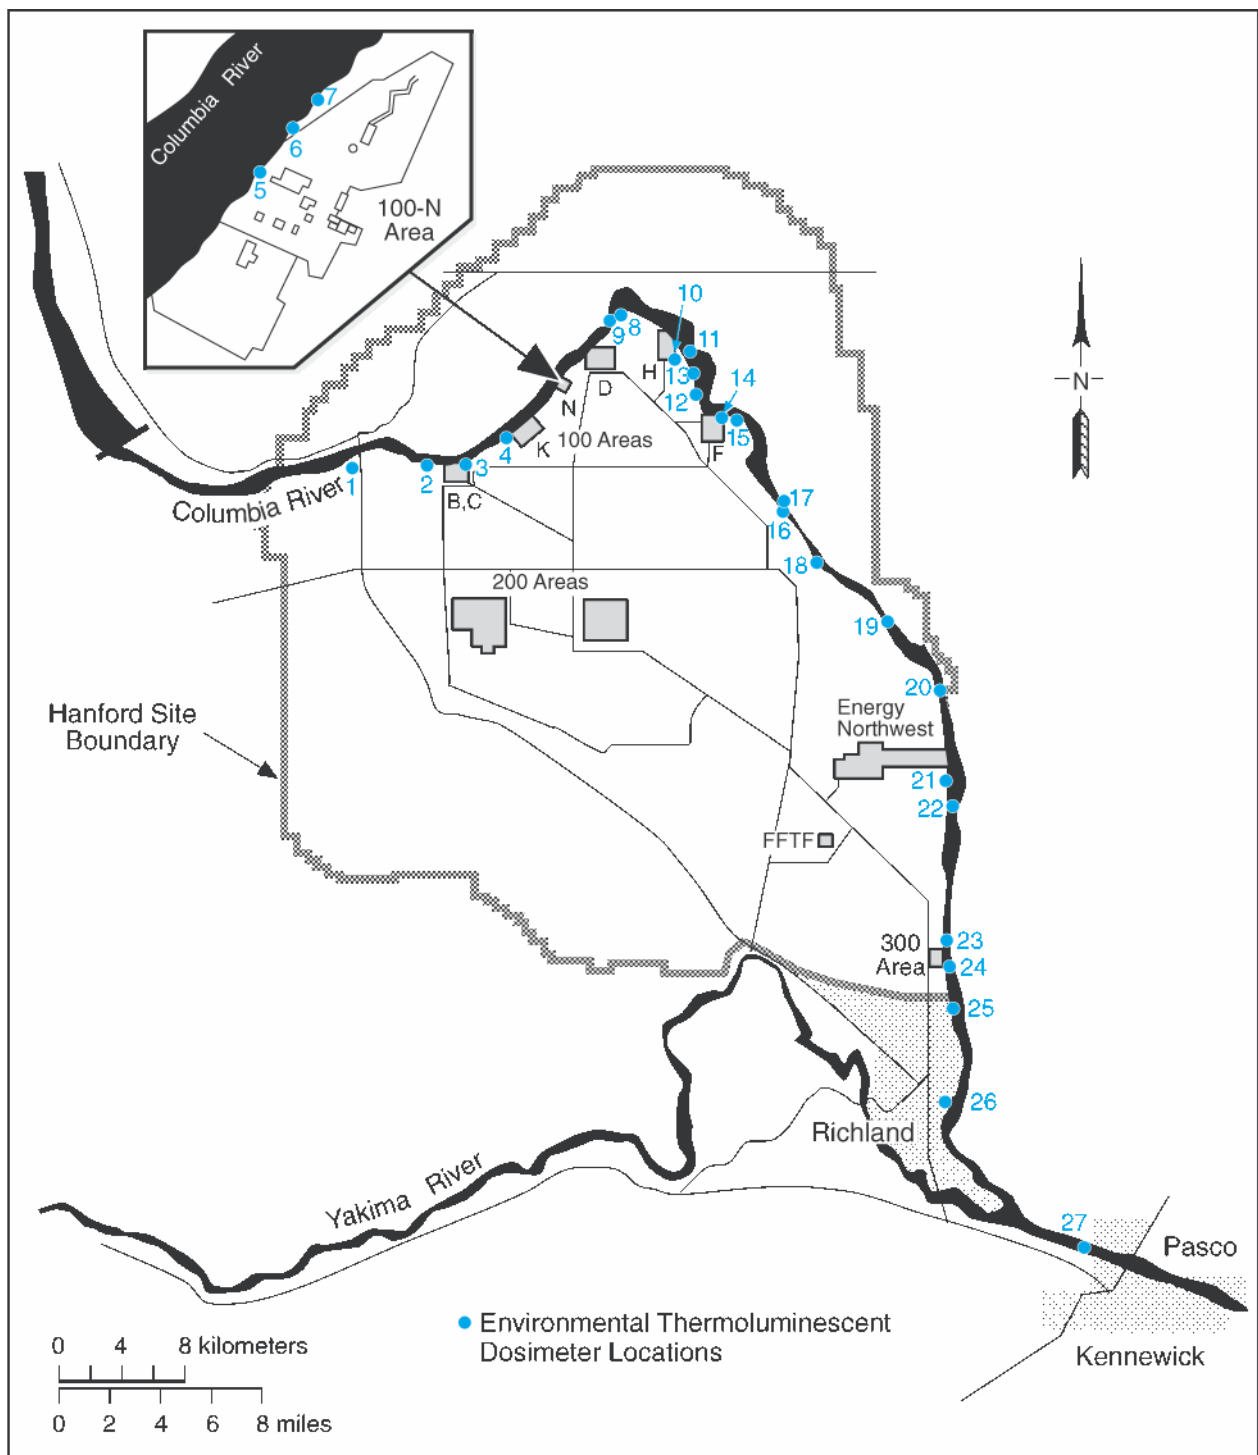 Columbia River
7
6
5
100-N
Area
10
9
8
11
H
13
D
14
12
N
F
15
4
K
100 Areas
1
2
3
B,C
Columbia River
17
16
18
200 Areas
19
20
Hanford Site
Boundary
Energy
Northwest
21
22
FFTF
300
Area
23
24
25
26
Richland
Yakima River
27
Pasco
Kennewick
N
Environmental Thermoluminescent
Dosimeter Locations
0 4 8 kilometers
0 2 4 6 8 miles